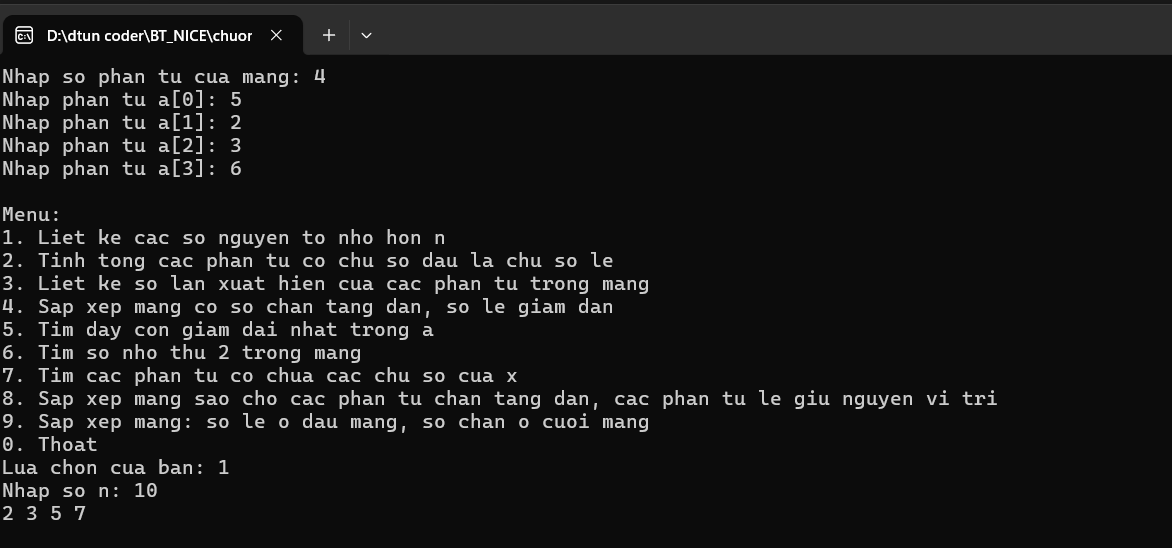 D:\dtun coder\BT_NICE\chuor
Nhap so phan tu cua mang: 4
Nhap phan tu a[0]: 5
Nhap phan tu a[1]: 2
Nhap phan tu a[2]: 3
Nhap phan tu a[3]: 6
Menu:
1. Liet ke cac so nguyen to nho hon n
2. Tinh tong cac phan tu co chu so dau la chu so le
3. Liet ke so lan xuat hien cua cac phan tu trong mang
4. Sap xep mang co so chan tang dan, so le giam dan
5. Tim day con giam dai nhat trong a
6. Tim so nho thu 2 trong mang
7. Tim cac phan tu co chua cac chu so cua x
8. Sap xep mang sao cho cac phan tu chan tang dan, cac phan tu le giu nguyen vi tri
9. Sap xep mang: so le o dau mang, so chan o cuoi mang
0. Thoat
Lua chon cua ban: 1
Nhap so n: 10
2 3 5 7